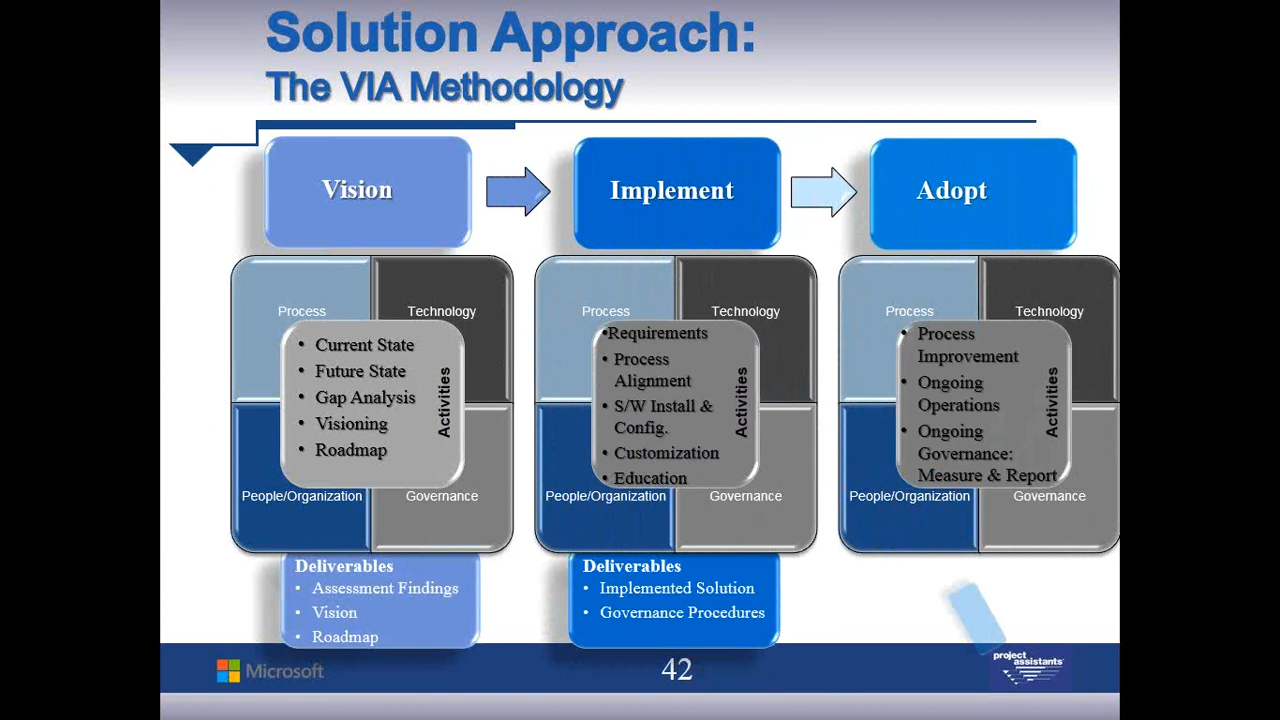 Solution Approach:
The VIA Methodology
Vision
Implement
Adopt
Process
Technology
• Current State
• Future State
• Gap Analysis
• Visioning
• Roadmap
Activities
People/Organization
Governance
Deliverables
• Assessment Findings
• Vision
• Roadmap
Process
Technology
•Requirements
• Process
Alignment
• S/W Install &
Config.
• Customization
• Education
Activities
People/Organization
Governance
Deliverables
• Implemented Solution
• Governance Procedures
Process
Technology
• Process
Improvement
• Ongoing
Operations
• Ongoing
Governance:
Measure & Report
Activities
People/Organization
Governance
Microsoft
42
project
assistants